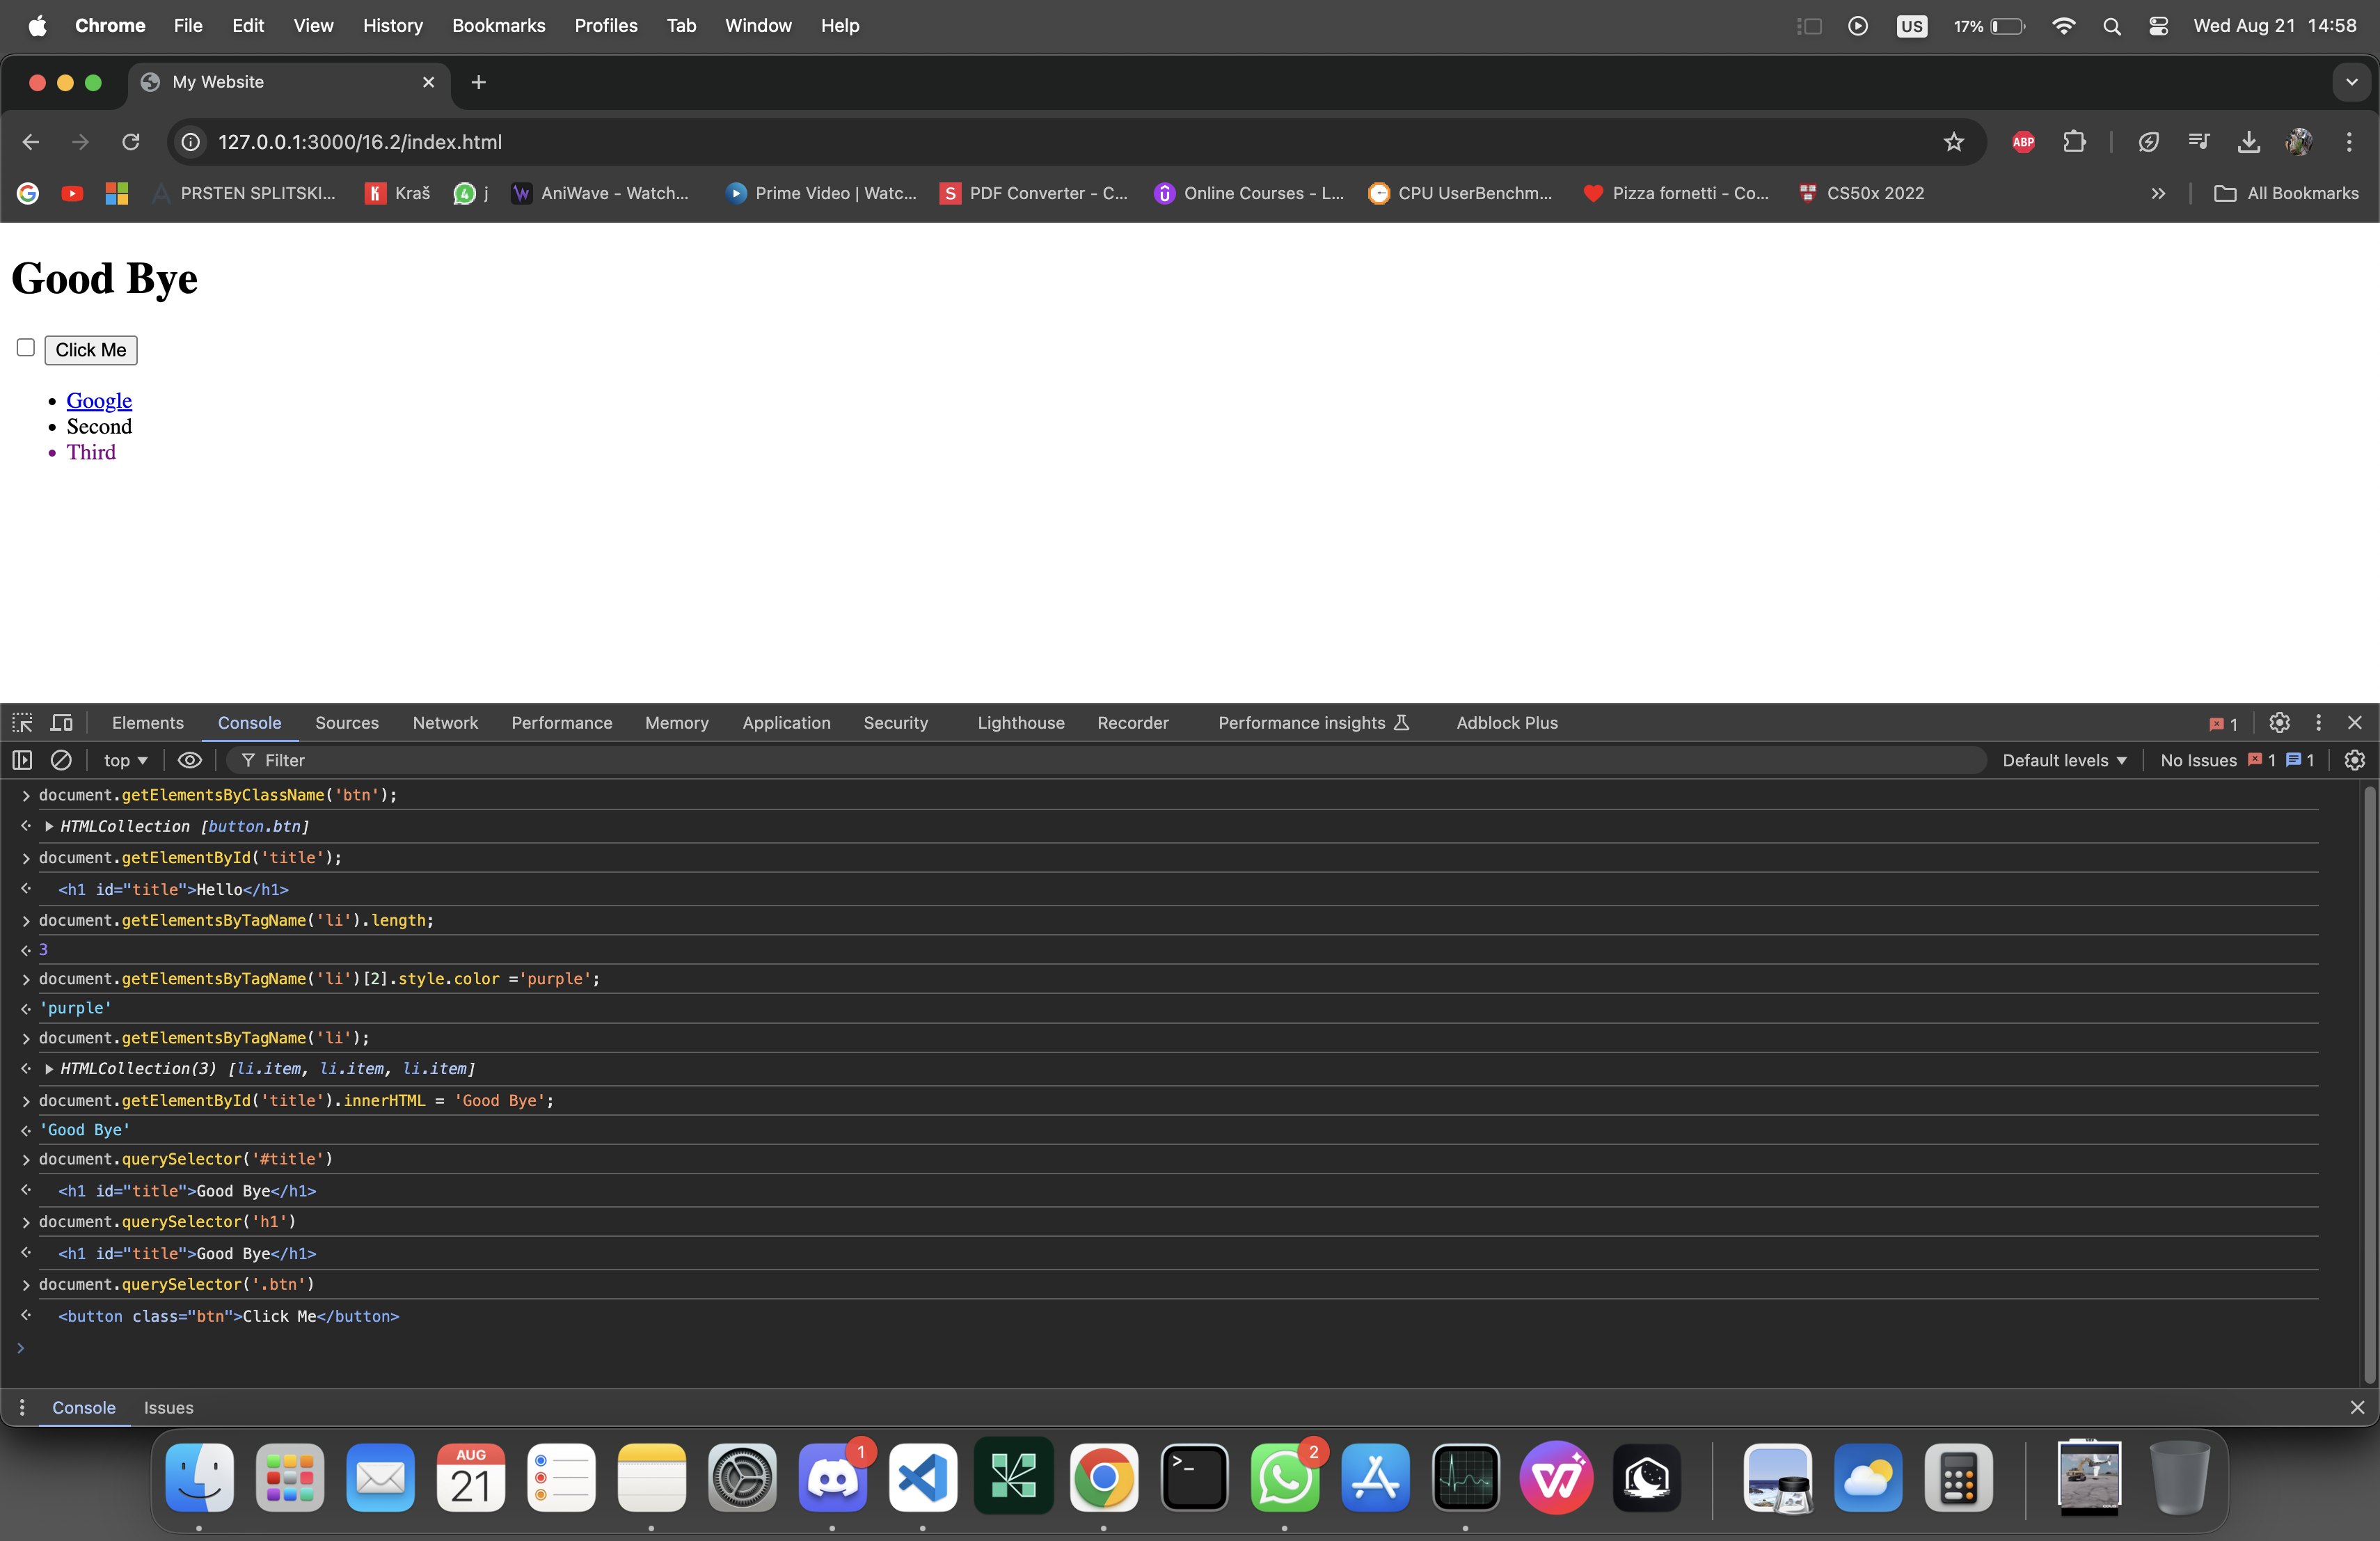 Chrome File Edit View History Bookmarks Profiles Tab Window Help US 17% Wed Aug 21 14:58
My Website
127.0.0.1:3000/16.2/index.html ABP
PRSTEN SPLITSKI... Kraš 4 j AniWave - Watch... Prime Video | Watc... S PDF Converter - C... Online Courses - L... CPU UserBenchm... Pizza fornetti - Co... CS50x 2022 All Bookmarks
Good Bye
Click Me
Google
Second
Third
Elements Console Sources Network Performance Memory Application Security Lighthouse Recorder Performance insights Adblock Plus 1
top Filter Default levels No Issues 1 1
document.getElementsByClassName('btn');
HTMLCollection [button.btn]
document.getElementById('title');
<h1 id="title">Hello</h1>
document.getElementsByTagName('li').length;
3
document.getElementsByTagName('li')[2].style.color ='purple';
'purple'
document.getElementsByTagName('li');
HTMLCollection(3) [li.item, li.item, li.item]
document.getElementById('title').innerHTML = 'Good Bye';
'Good Bye'
document.querySelector('#title')
<h1 id="title">Good Bye</h1>
document.querySelector('h1')
<h1 id="title">Good Bye</h1>
document.querySelector('.btn')
<button class="btn">Click Me</button>
Console Issues
AUG 1 2
21